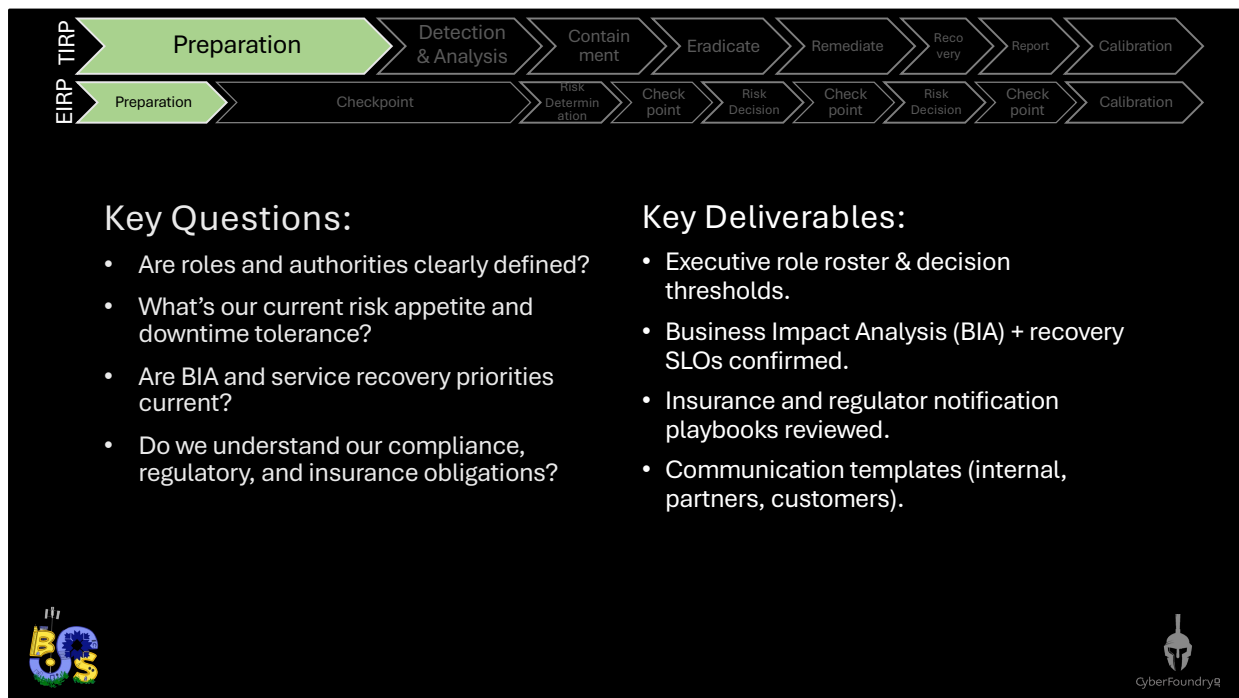 TIRP
Preparation
Detection
& Analysis
Contain
ment
Eradicate
Remediate
Reco
very
Report
Calibration
EIRP
Preparation
Checkpoint
Risk
Determin
ation
Check
point
Risk
Decision
Check
point
Risk
Decision
Check
point
Calibration
Key Questions:
• Are roles and authorities clearly defined?
• What’s our current risk appetite and
downtime tolerance?
• Are BIA and service recovery priorities
current?
• Do we understand our compliance,
regulatory, and insurance obligations?
Key Deliverables:
• Executive role roster & decision
thresholds.
• Business Impact Analysis (BIA) + recovery
SLOs confirmed.
• Insurance and regulator notification
playbooks reviewed.
• Communication templates (internal,
partners, customers).
CyberFoundry